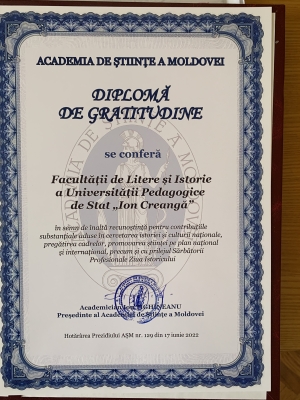 ACADEMIA DE ȘTIINȚE A MOLDOVEI
DIPLOMĂ
DE GRATITUDINE
se conferă
Facultății de Litere și Istorie
a Universității Pedagogice
de Stat „Ion Creangă”
în semn de înaltă recunoștință pentru contribuțiile
substanțiale aduse în cercetarea istoriei și culturii naționale,
pregătirea cadrelor, promovarea științei pe plan național
și internațional, precum și cu prilejul Sărbătorii
Profesionale Ziua Istoricului
Academician Ion TIGHINEANU
Președinte al Academiei de Științe a Moldovei
Hotărârea Prezidiului AȘM nr. 129 din 17 iunie 2022